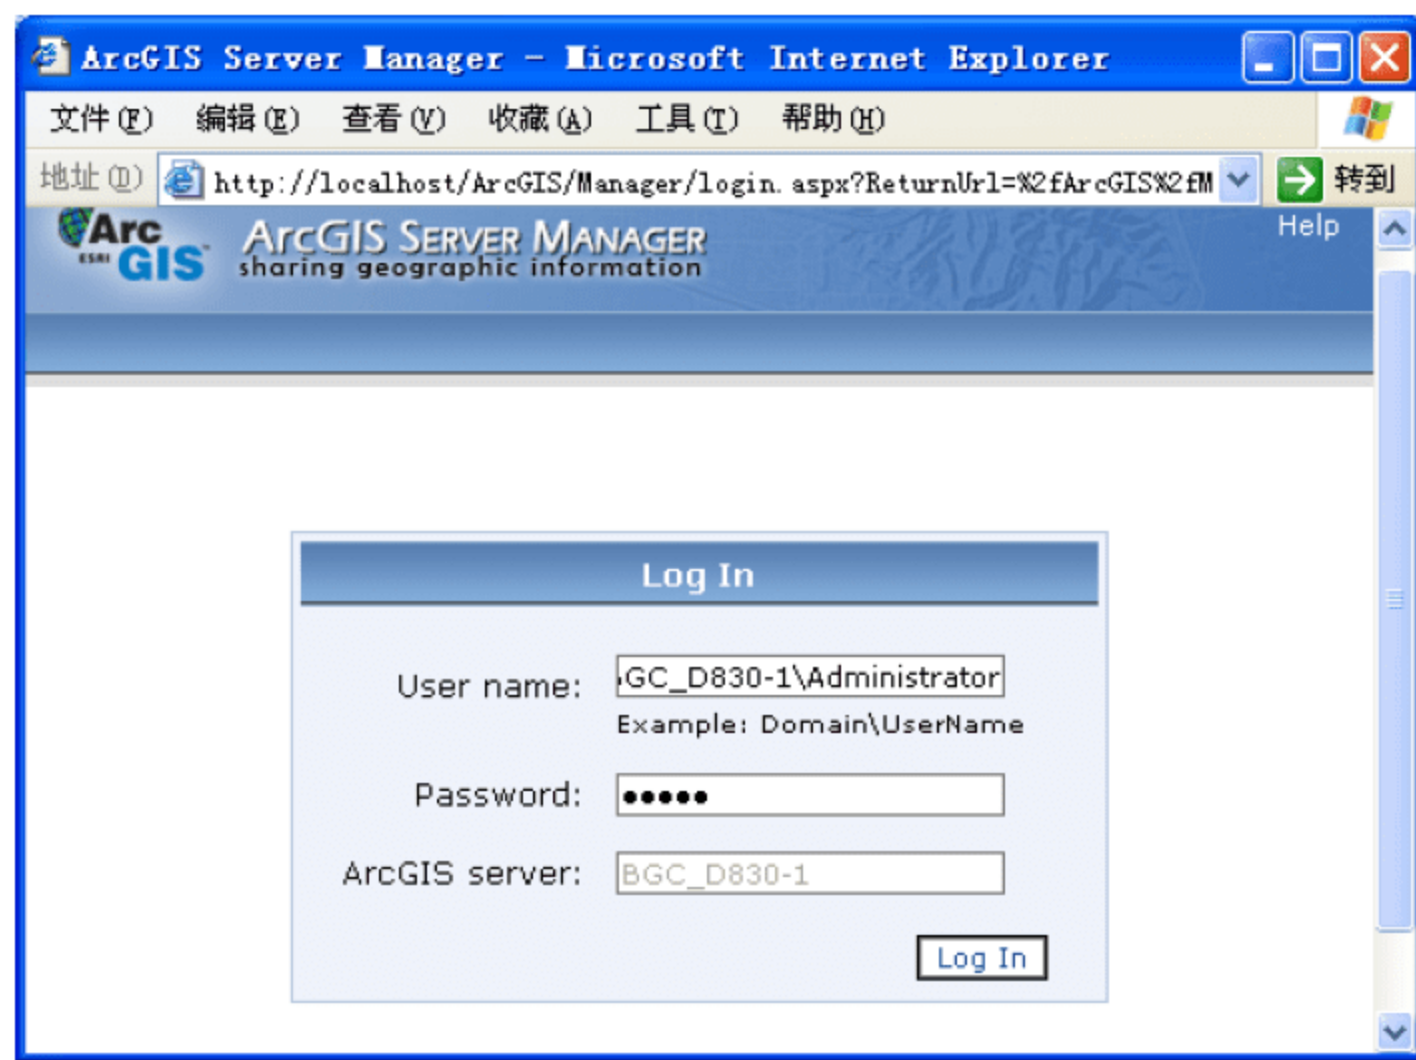 ArcGIS Server Manager - Microsoft Internet Explorer
文件(F) 编辑(E) 查看(V) 收藏(A) 工具(T) 帮助(H)
地址(D) http://localhost/ArcGIS/Manager/login.aspx?ReturnUrl=%2fArcGIS%2fM 转到
Arc ARCGIS SERVER MANAGER Help
ESRI GIS sharing geographic information
Log In
User name: GC_D830-1\Administrator
Example: Domain\UserName
Password: •••••
ArcGIS server: BGC_D830-1
Log In